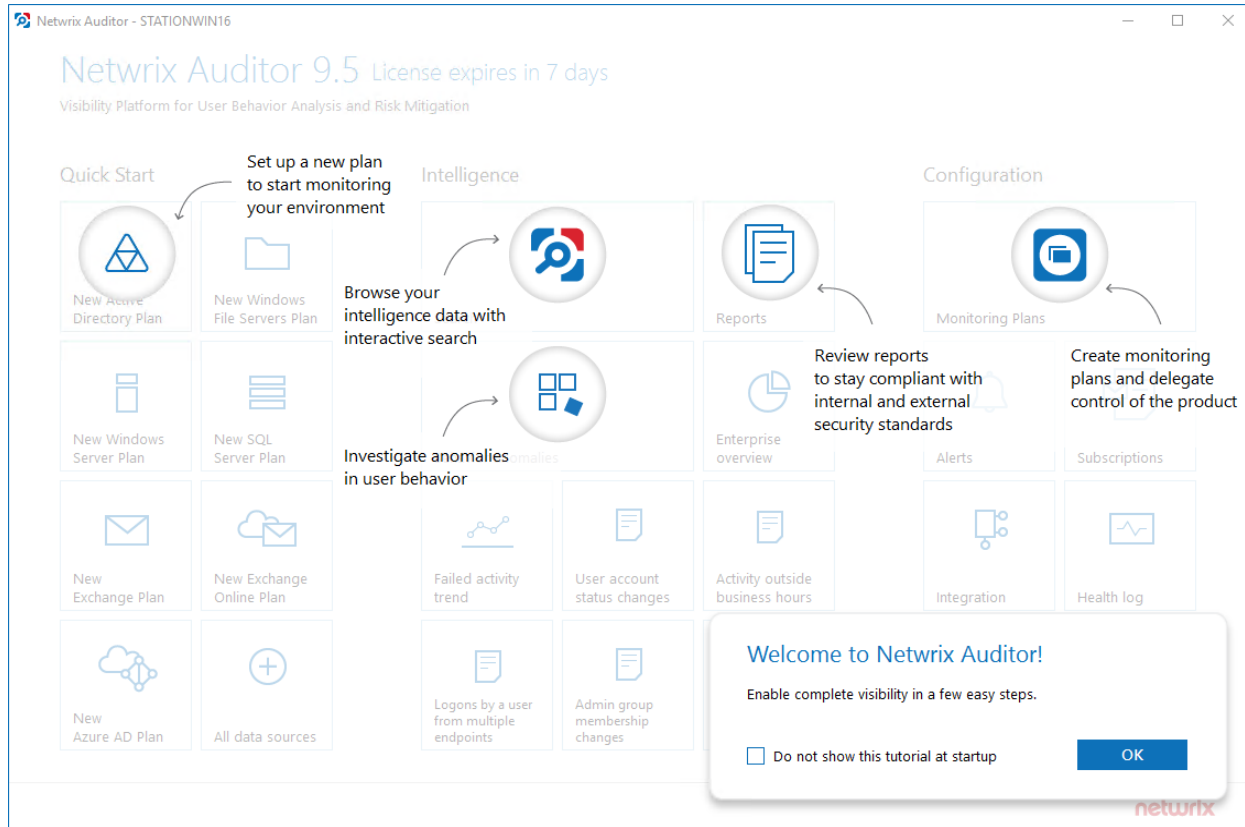 Netwrix Auditor - STATIONWIN16
Netwrix Auditor 9.5 License expires in 7 days
Visibility Platform for User Behavior Analysis and Risk Mitigation
Quick Start
Set up a new plan
to start monitoring
your environment
New Active
Directory Plan
New Windows
File Servers Plan
New Windows
Server Plan
New SQL
Server Plan
New
Exchange Plan
New Exchange
Online Plan
New
Azure AD Plan
All data sources
Intelligence
Browse your
intelligence data with
interactive search
Reports
Review reports
to stay compliant with
internal and external
security standards
Investigate anomalies
in user behavior
anomalies
Enterprise
overview
Failed activity
trend
User account
status changes
Activity outside
business hours
Logons by a user
from multiple
endpoints
Admin group
membership
changes
Configuration
Monitoring Plans
Create monitoring
plans and delegate
control of the product
Alerts
Subscriptions
Integration
Health log
Welcome to Netwrix Auditor!
Enable complete visibility in a few easy steps.
Do not show this tutorial at startup
OK
netwrix